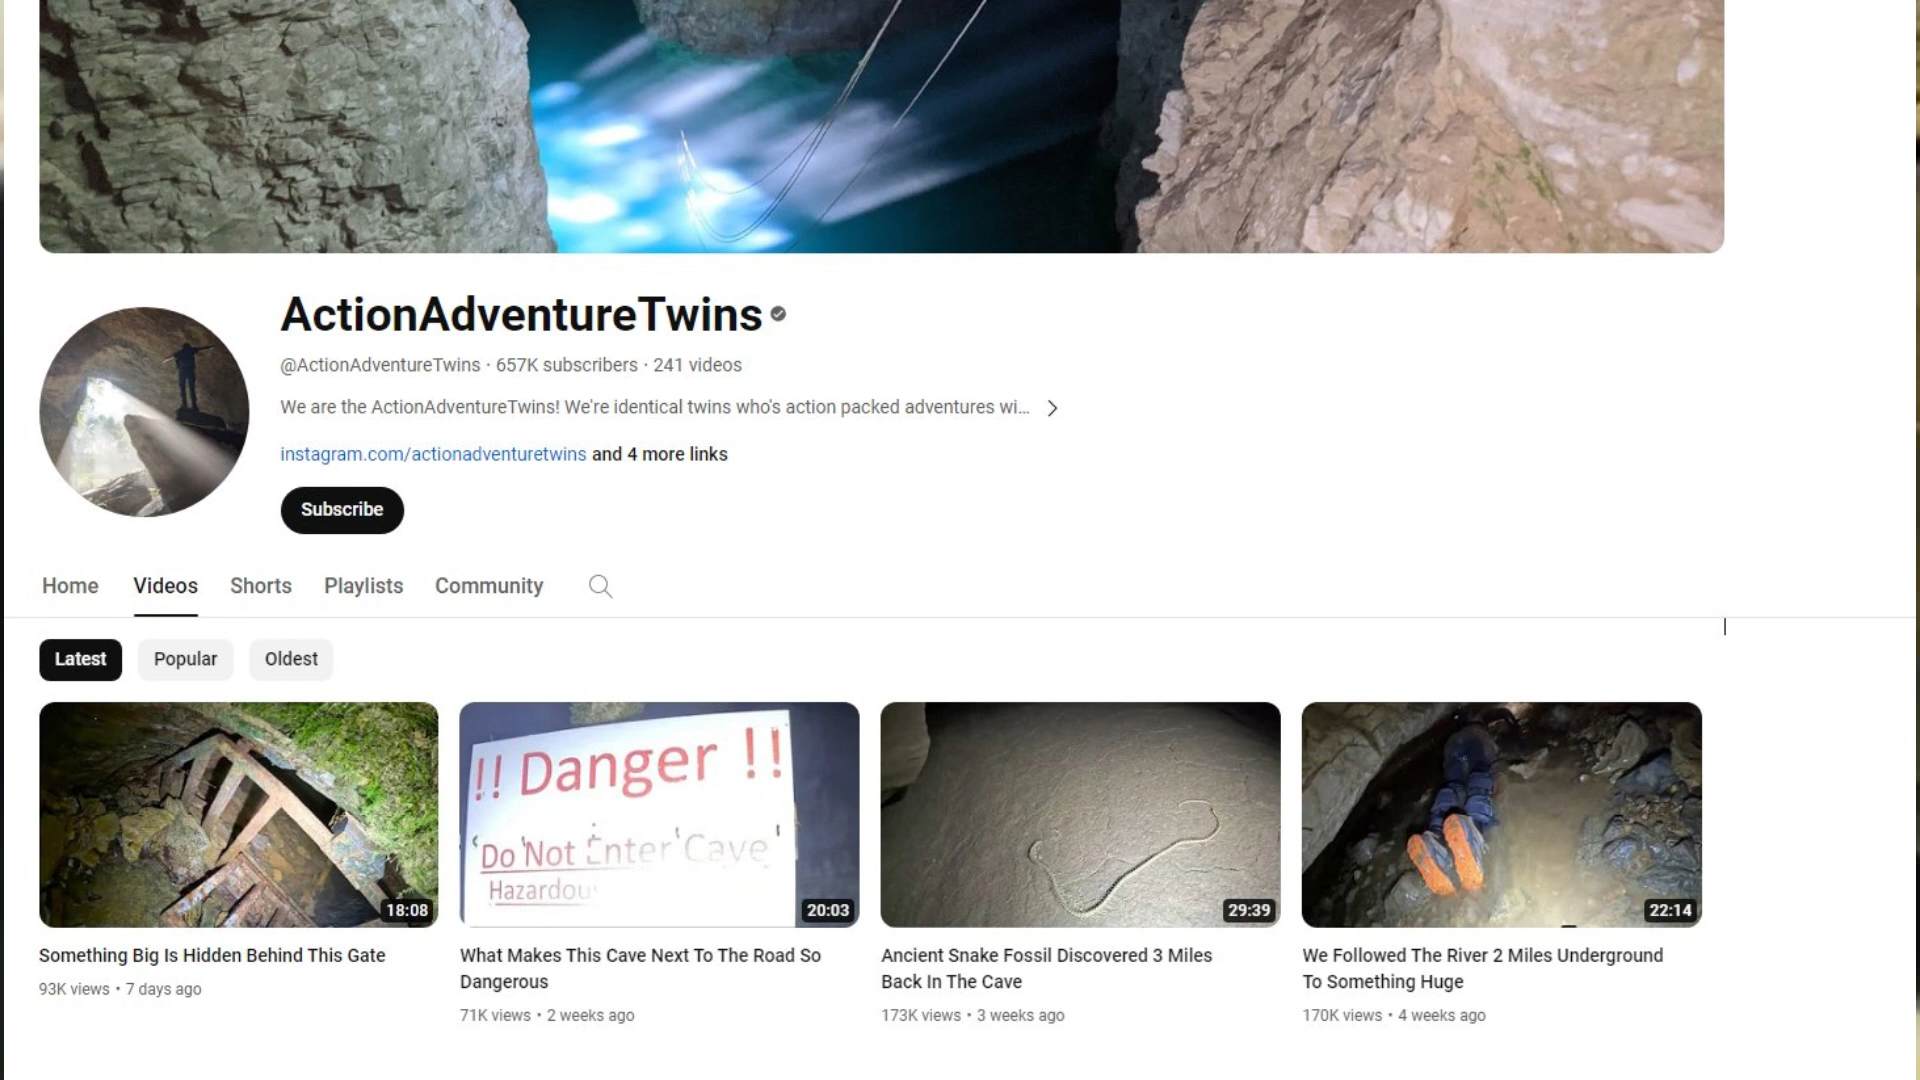 ActionAdventureTwins
@ActionAdventureTwins · 657K subscribers · 241 videos
We are the ActionAdventureTwins! We're identical twins who's action packed adventures wi...
instagram.com/actionadventuretwins and 4 more links
Subscribe
Home Videos Shorts Playlists Community
Latest Popular Oldest
!! Danger !!
'Do Not Enter Cave'
Hazardous
18:08 20:03 29:39 22:14
Something Big Is Hidden Behind This Gate
93K views • 7 days ago
What Makes This Cave Next To The Road So
Dangerous
71K views • 2 weeks ago
Ancient Snake Fossil Discovered 3 Miles
Back In The Cave
173K views • 3 weeks ago
We Followed The River 2 Miles Underground
To Something Huge
170K views • 4 weeks ago